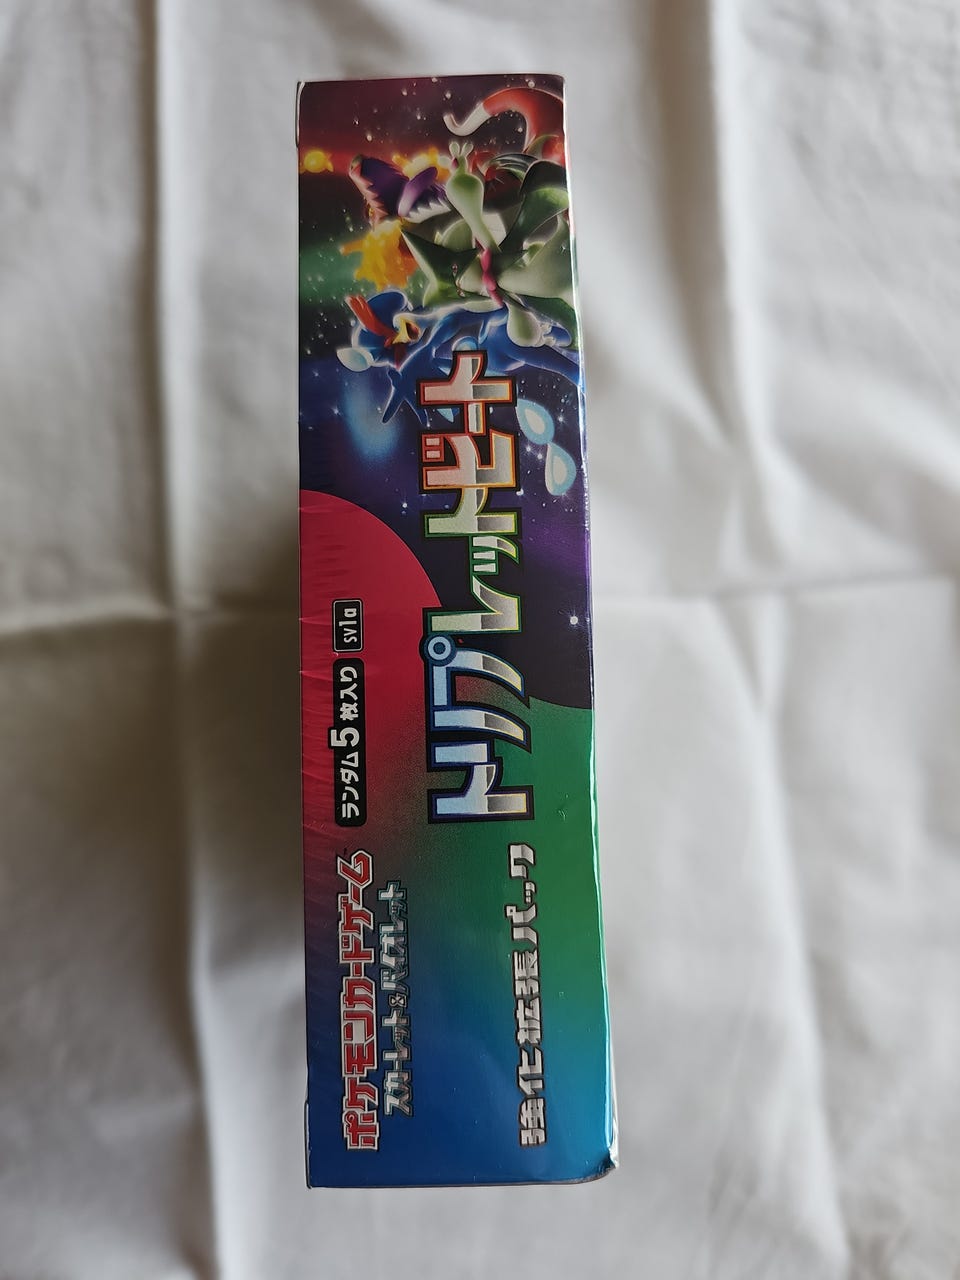 ポケモンカードゲーム
スカーレット&バイオレット
ランダム5枚入り
sv1a
強化拡張パック
トリプレットビート